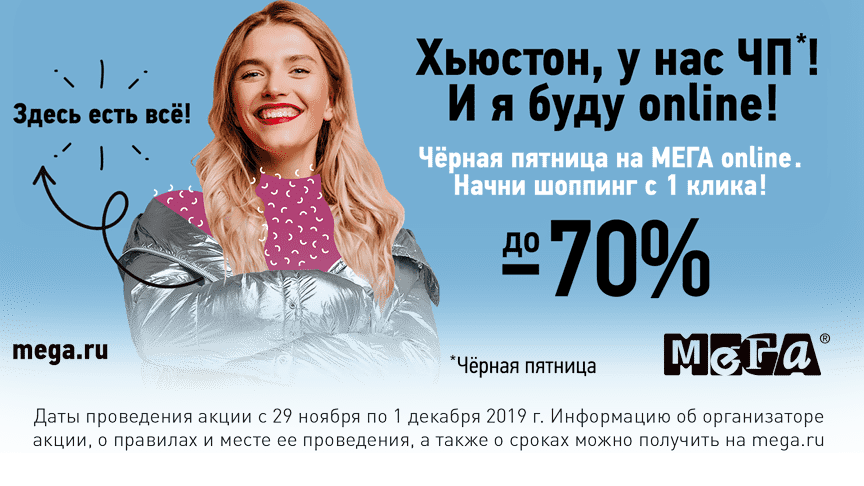 Здесь есть всё!
Хьюстон, у нас ЧП*!
И я буду online!
Чёрная пятница на МЕГА online.
Начни шоппинг с 1 клика!
до
–70%
mega.ru
*Чёрная пятница
МЕГА®
Даты проведения акции с 29 ноября по 1 декабря 2019 г. Информацию об организаторе
акции, о правилах и месте ее проведения, а также о сроках можно получить на mega.ru